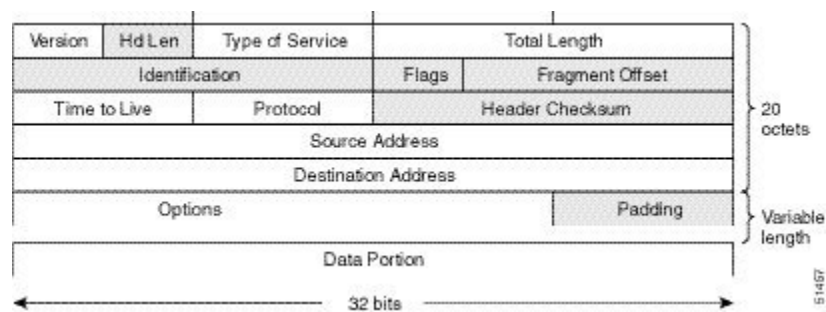 Version Hd Len Type of Service Total Length
Identification Flags Fragment Offset
Time to Live Protocol Header Checksum
20
octets
Source Address
Destination Address
Options Padding
Variable
length
Data Portion
32 bits
51457